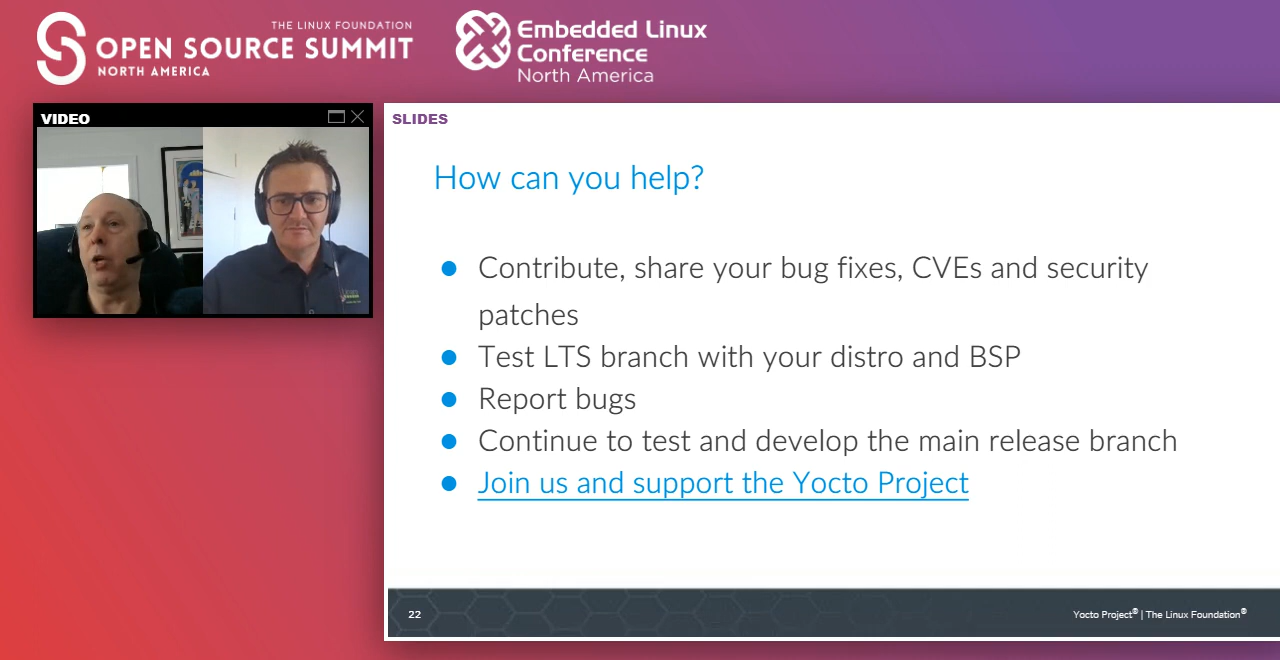 THE LINUX FOUNDATION
OPEN SOURCE SUMMIT
NORTH AMERICA
Embedded Linux
Conference
North America
VIDEO
SLIDES
How can you help?
Contribute, share your bug fixes, CVEs and security
patches
Test LTS branch with your distro and BSP
Report bugs
Continue to test and develop the main release branch
Join us and support the Yocto Project
22
Yocto Project® | The Linux Foundation®